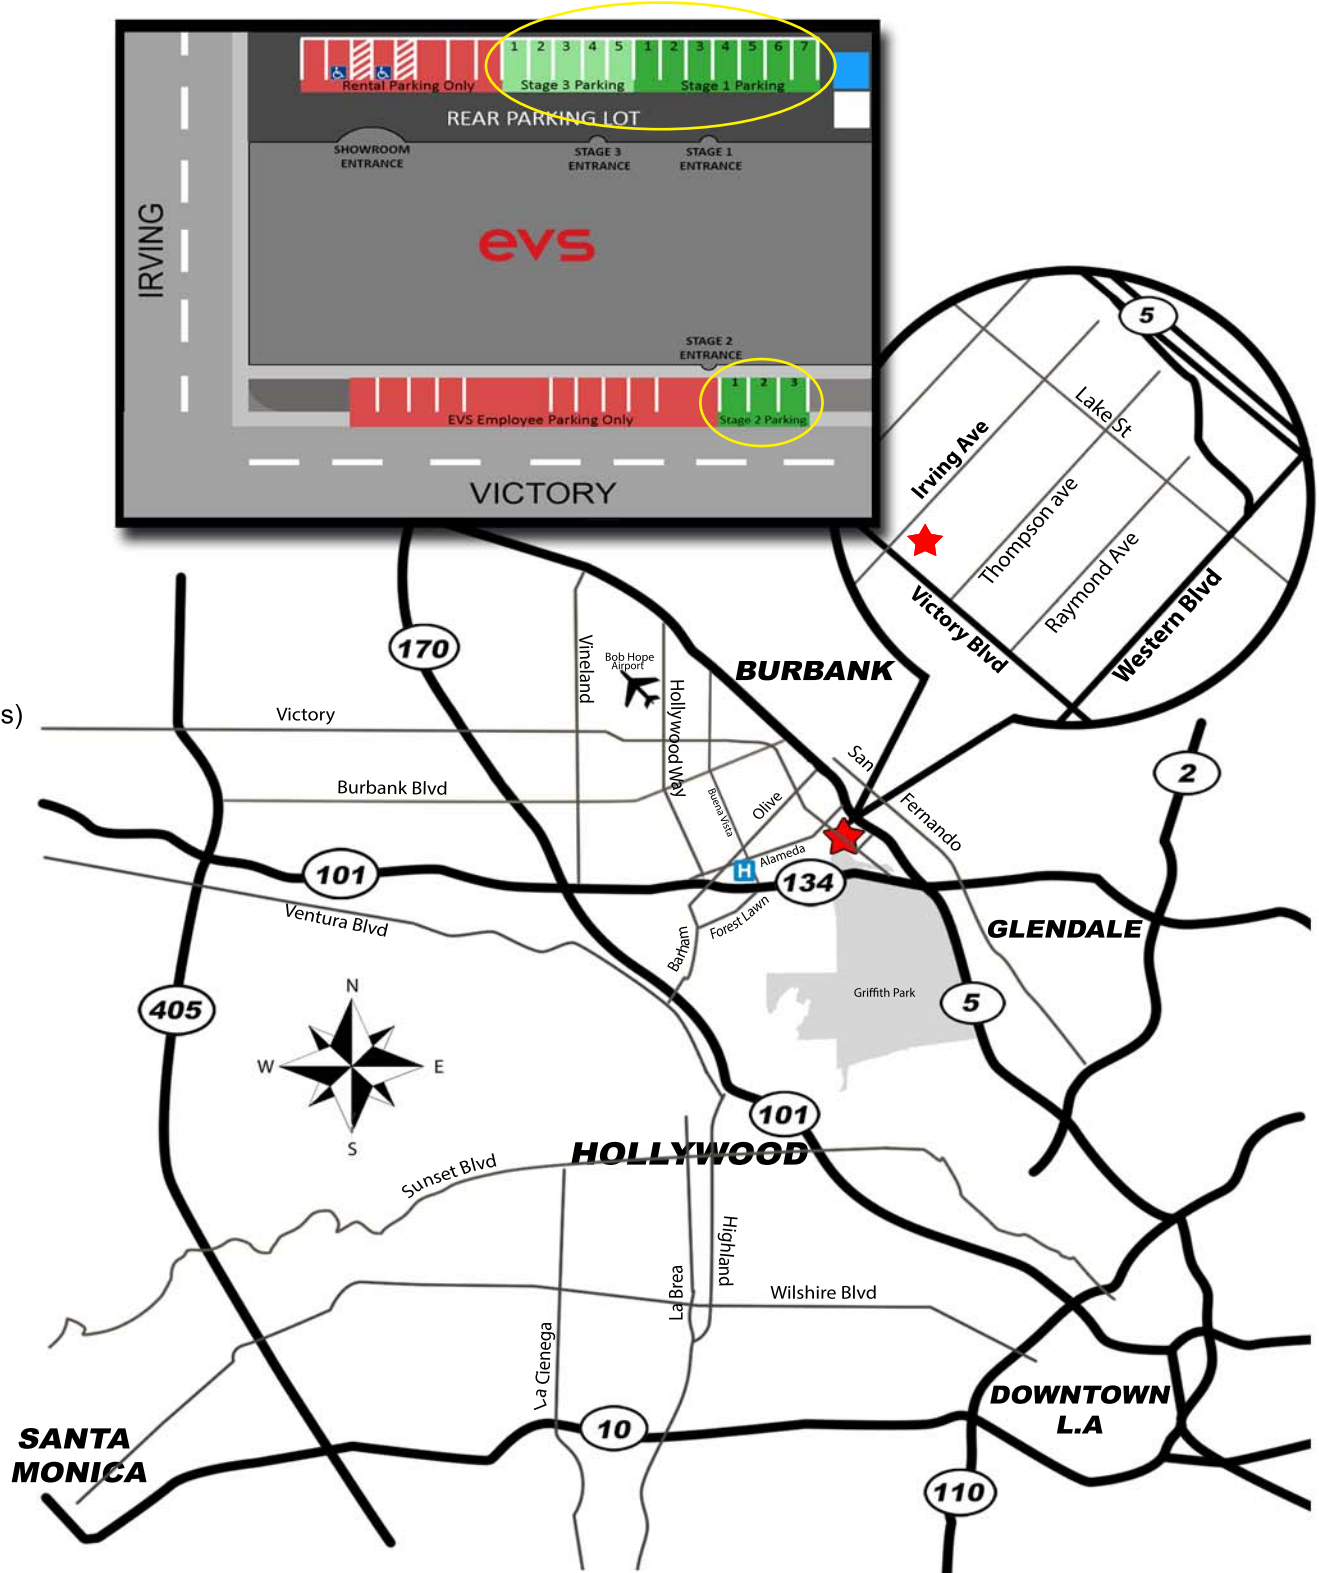 1 2 3 4 5 1 2 3 4 5 6 7
Rental Parking Only
Stage 3 Parking
Stage 1 Parking
REAR PARKING LOT
SHOWROOM
ENTRANCE
STAGE 3
ENTRANCE
STAGE 1
ENTRANCE
IRVING
evs
STAGE 2
ENTRANCE
1 2 3
EVS Employee Parking Only
Stage 2 Parking
VICTORY
5
Lake St
Irving Ave
Thompson ave
Raymond Ave
Victory Blvd
Western Blvd
170
Vineland
Bob Hope
Airport
Hollywood Way
BURBANK
s)
Victory
San
Fernando
2
Burbank Blvd
Buena Vista
Olive
Alameda
H
101
134
Ventura Blvd
Forest Lawn
Barham
GLENDALE
405
Griffith Park
5
N
W
E
S
101
HOLLYWOOD
Sunset Blvd
Highland
La Brea
Wilshire Blvd
La Cienega
DOWNTOWN
L.A
10
SANTA
MONICA
110